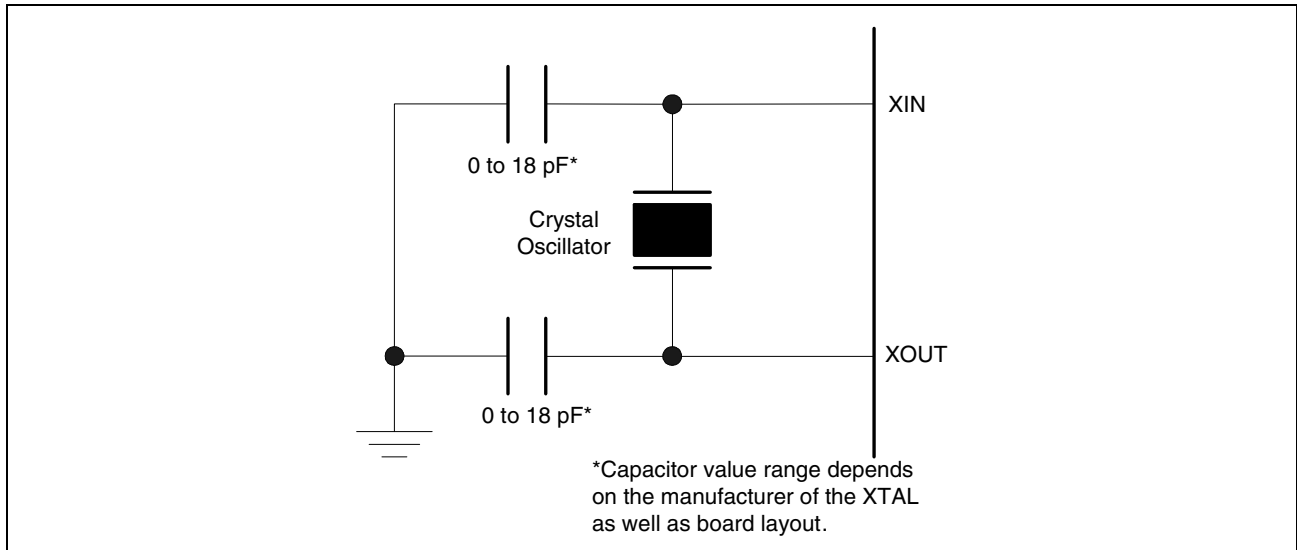 XIN
0 to 18 pF*
Crystal
Oscillator
XOUT
0 to 18 pF*
*Capacitor value range depends
on the manufacturer of the XTAL
as well as board layout.